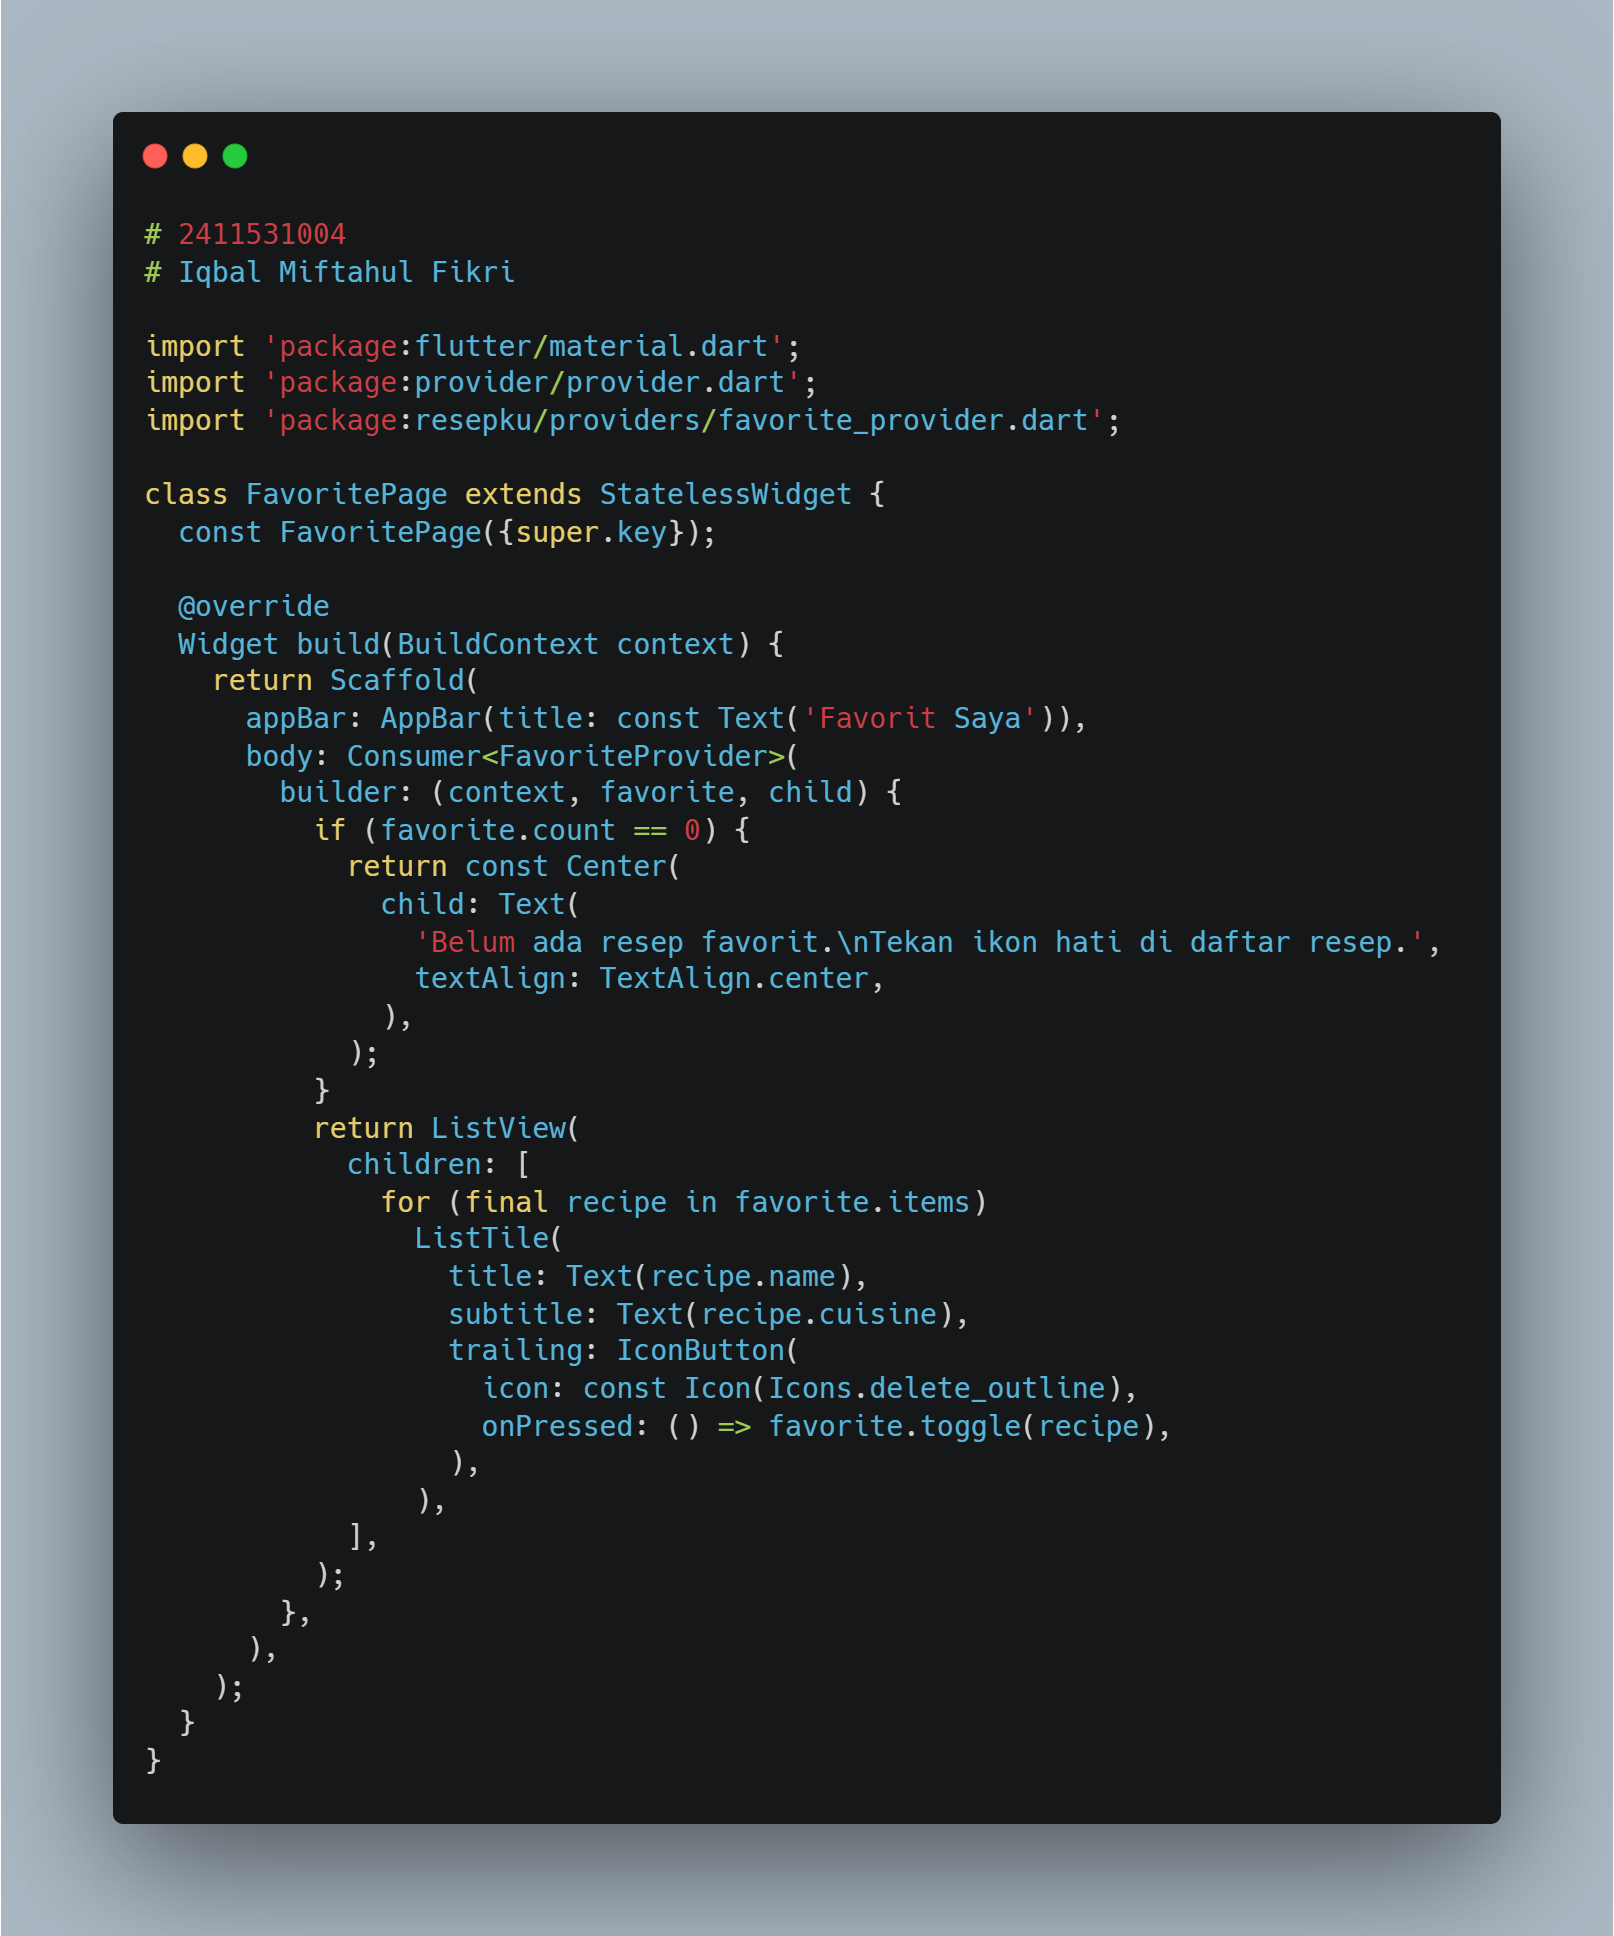 # 2411531004
# Iqbal Miftahul Fikri

import 'package:flutter/material.dart';
import 'package:provider/provider.dart';
import 'package:resepku/providers/favorite_provider.dart';

class FavoritePage extends StatelessWidget {
  const FavoritePage({super.key});

  @override
  Widget build(BuildContext context) {
    return Scaffold(
      appBar: AppBar(title: const Text('Favorit Saya')),
      body: Consumer<FavoriteProvider>(
        builder: (context, favorite, child) {
          if (favorite.count == 0) {
            return const Center(
              child: Text(
                'Belum ada resep favorit.\nTekan ikon hati di daftar resep.',
                textAlign: TextAlign.center,
              ),
            );
          }
          return ListView(
            children: [
              for (final recipe in favorite.items)
                ListTile(
                  title: Text(recipe.name),
                  subtitle: Text(recipe.cuisine),
                  trailing: IconButton(
                    icon: const Icon(Icons.delete_outline),
                    onPressed: () => favorite.toggle(recipe),
                  ),
                ),
            ],
          );
        },
      ),
    );
  }
}